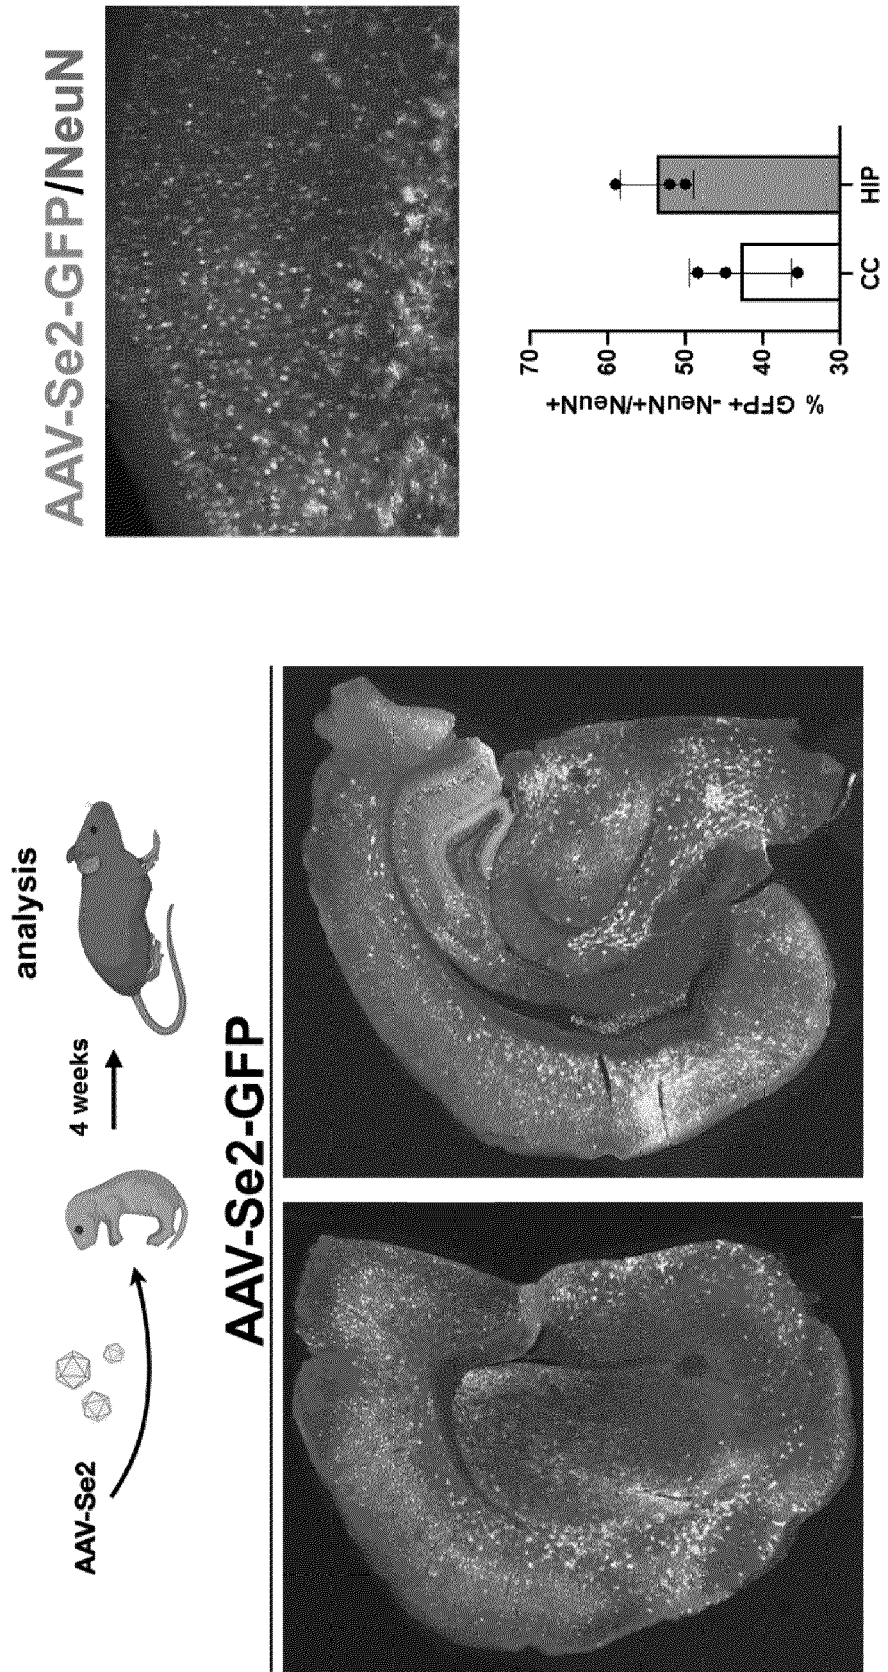 AAV-Se2
4 weeks
analysis
AAV-Se2-GFP
AAV-Se2-GFP/NeuN
% GFP+ -NeuN+/NeuN+
70
60
50
40
30
CC
HIP